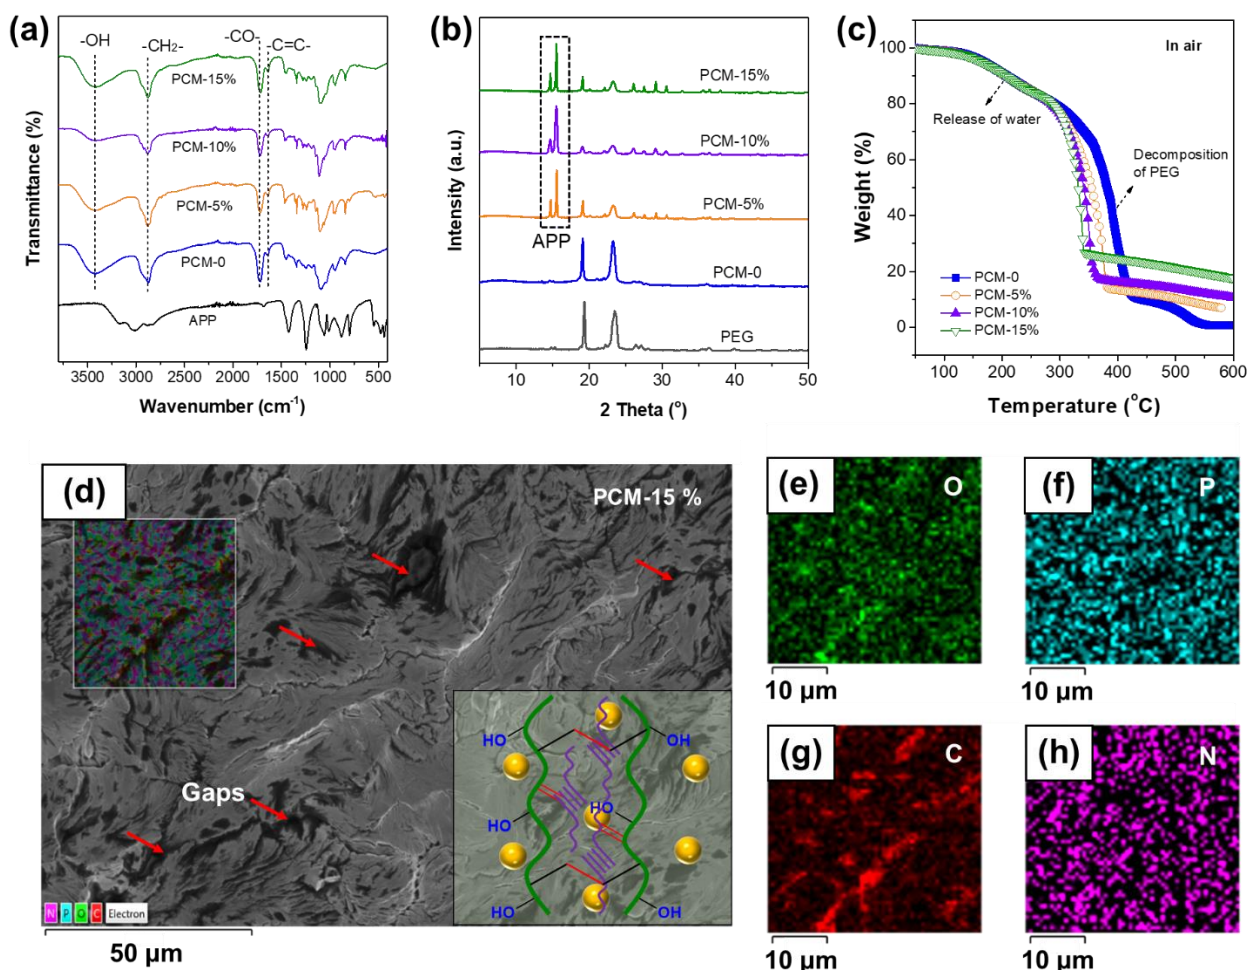 (a)
-OH
-CH₂-
-CO-
-C=C-
PCM-15%
PCM-10%
PCM-5%
PCM-0
APP
Transmittance (%)
3500 3000 2500 2000 1500 1000 500
Wavenumber (cm⁻¹)
(b)
PCM-15%
PCM-10%
PCM-5%
APP
PCM-0
PEG
Intensity (a.u.)
10 20 30 40 50
2 Theta (°)
(c)
In air
Release of water
Decomposition
of PEG
PCM-0
PCM-5%
PCM-10%
PCM-15%
Weight (%)
100
80
60
40
20
0
100 200 300 400 500 600
Temperature (°C)
(d)
PCM-15 %
Gaps
HO
OH
HO
HO
HO
OH
N P O C Electron
50 μm
(e)
O
10 μm
(f)
P
10 μm
(g)
C
10 μm
(h)
N
10 μm